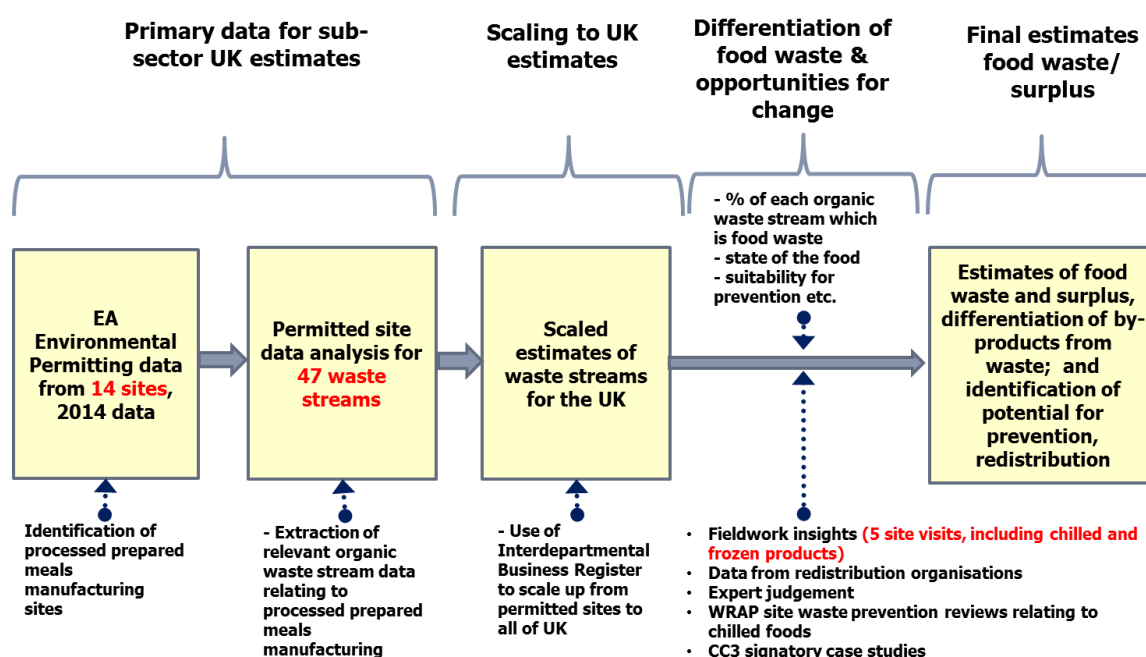 Primary data for sub-
sector UK estimates
Scaling to UK
estimates
Differentiation of
food waste &
opportunities for
change
Final estimates
food waste/
surplus
- % of each organic
waste stream which
is food waste
- state of the food
- suitability for
prevention etc.
EA
Environmental
Permitting data
from 14 sites,
2014 data
Permitted site
data analysis for
47 waste
streams
Scaled
estimates of
waste streams
for the UK
Estimates of food
waste and surplus,
differentiation of by-
products from
waste;  and
identification of
potential for
prevention,
redistribution
Identification of
processed prepared
meals
manufacturing
sites
- Extraction of
relevant organic
waste stream data
relating to
processed prepared
meals
manufacturing
- Use of
Interdepartmental
Business Register
to scale up from
permitted sites to
all of UK
• Fieldwork insights (5 site visits, including chilled and
frozen products)
• Data from redistribution organisations
• Expert judgement
• WRAP site waste prevention reviews relating to
chilled foods
• CC3 signatory case studies